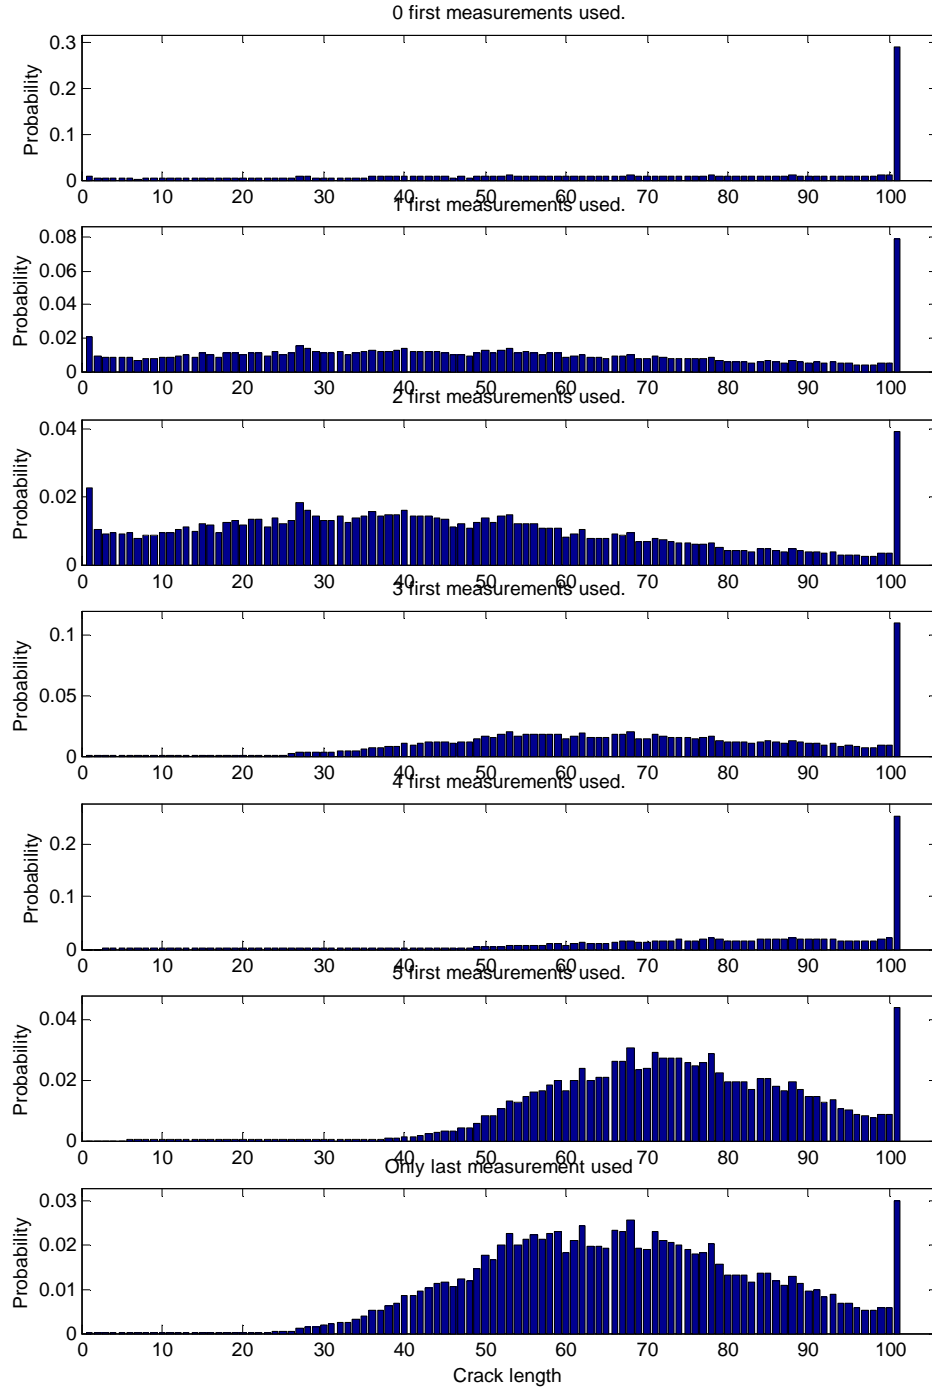 0 first measurements used.
0.3
0.2
0.1
0
Probability
0 10 20 30 40 50 60 70 80 90 100
1 first measurements used.
0.08
0.06
0.04
0.02
0
Probability
0 10 20 30 40 50 60 70 80 90 100
2 first measurements used.
0.04
0.02
0
Probability
0 10 20 30 40 50 60 70 80 90 100
3 first measurements used.
0.1
0.05
0
Probability
0 10 20 30 40 50 60 70 80 90 100
4 first measurements used.
0.2
0.1
0
Probability
0 10 20 30 40 50 60 70 80 90 100
5 first measurements used.
0.04
0.02
0
Probability
0 10 20 30 40 50 60 70 80 90 100
Only last measurement used
0.03
0.02
0.01
0
Probability
0 10 20 30 40 50 60 70 80 90 100
Crack length